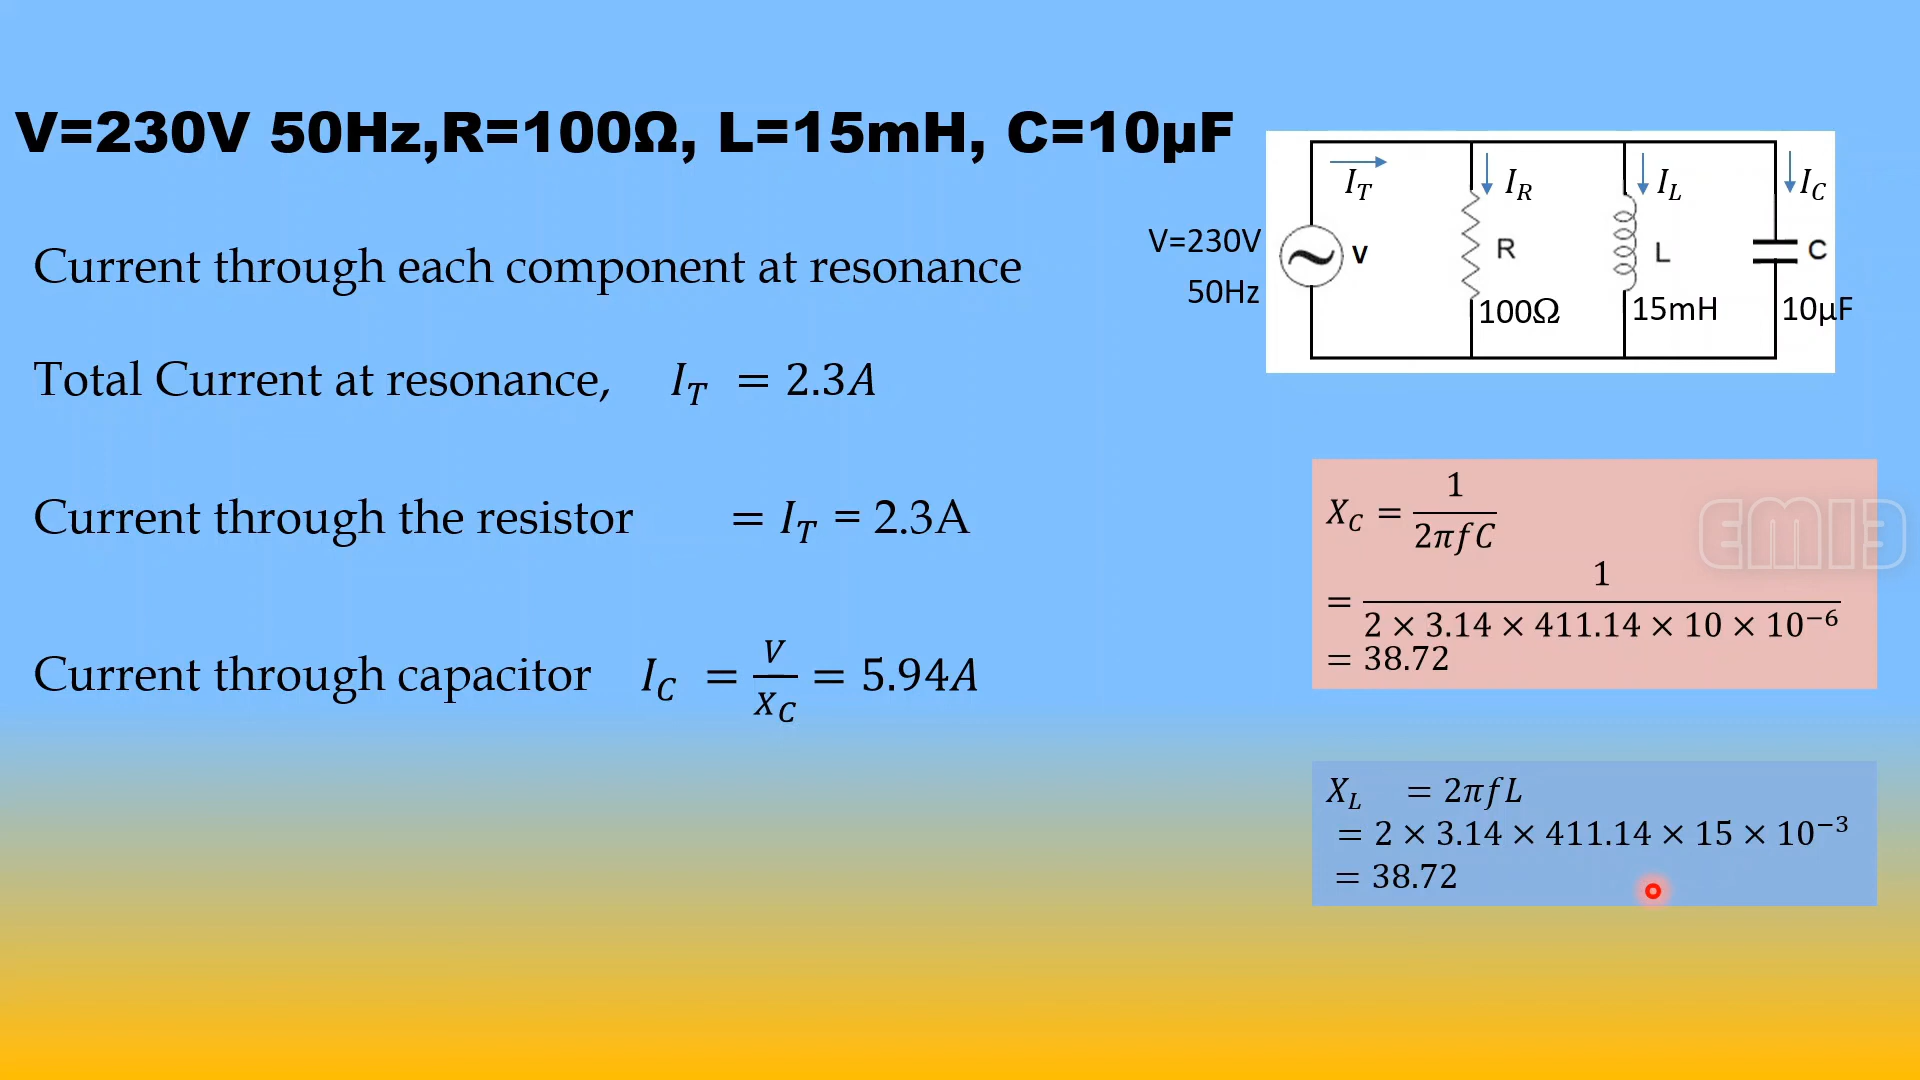 V=230V 50Hz,R=100Ω, L=15mH, C=10μF
Current through each component at resonance
Total Current at resonance, I_T = 2.3A
Current through the resistor = I_T = 2.3A
Current through capacitor I_C = V/X_C = 5.94A
I_T I_R I_L I_C
V=230V
50Hz
V R L C
100Ω 15mH 10μF
X_C = 1/2πfC
= 1/2 × 3.14 × 411.14 × 10 × 10⁻⁶
= 38.72
EMIE
X_L = 2πfL
= 2 × 3.14 × 411.14 × 15 × 10⁻³
= 38.72